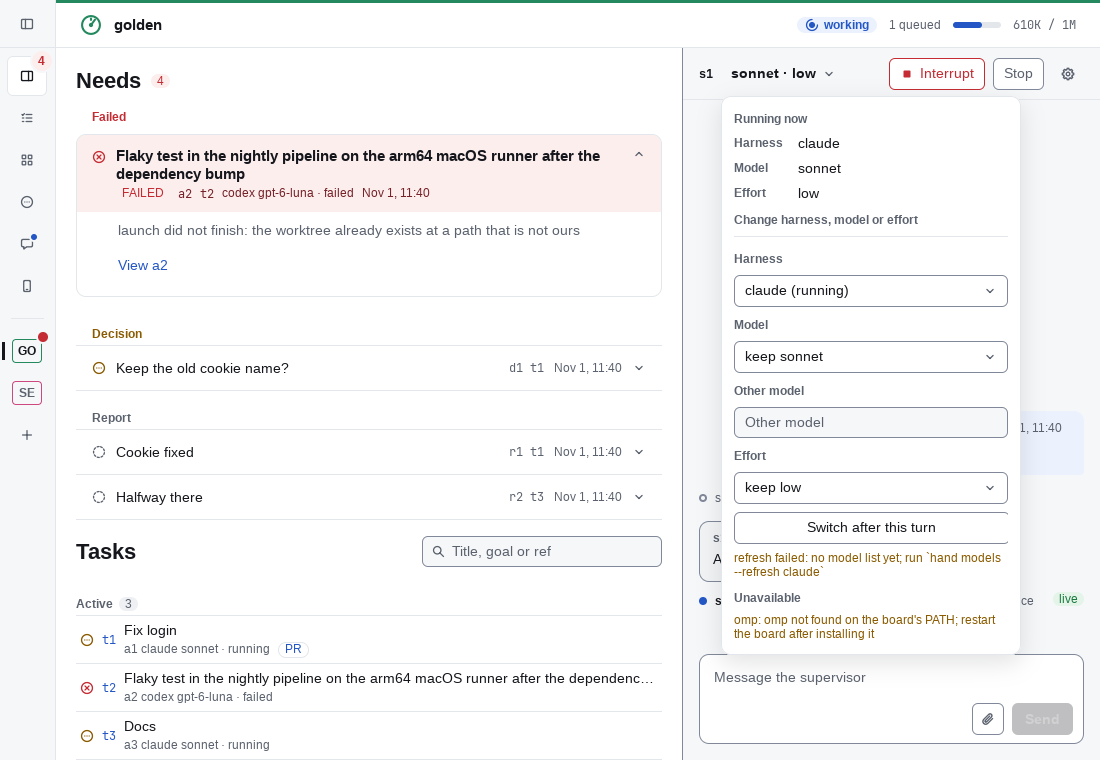 golden
working
1 queued
610K / 1M
4
GO
SE
Needs 4
Failed
Flaky test in the nightly pipeline on the arm64 macOS runner after the
dependency bump
FAILED a2 t2 codex gpt-6-luna · failed Nov 1, 11:40
launch did not finish: the worktree already exists at a path that is not ours
View a2
Decision
Keep the old cookie name? d1 t1 Nov 1, 11:40
Report
Cookie fixed r1 t1 Nov 1, 11:40
Halfway there r2 t3 Nov 1, 11:40
Tasks
Title, goal or ref
Active 3
t1 Fix login
a1 claude sonnet · running PR
t2 Flaky test in the nightly pipeline on the arm64 macOS runner after the dependenc…
a2 codex gpt-6-luna · failed
t3 Docs
a3 claude sonnet · running
s1 sonnet · low
Interrupt
Stop
Running now
Harness claude
Model sonnet
Effort low
Change harness, model or effort
Harness
claude (running)
Model
keep sonnet
Other model
Other model
Effort
keep low
Switch after this turn
refresh failed: no model list yet; run `hand models
--refresh claude`
Unavailable
omp: omp not found on the board's PATH; restart
the board after installing it
1, 11:40
s
s
A
s
ce
live
Message the supervisor
Send